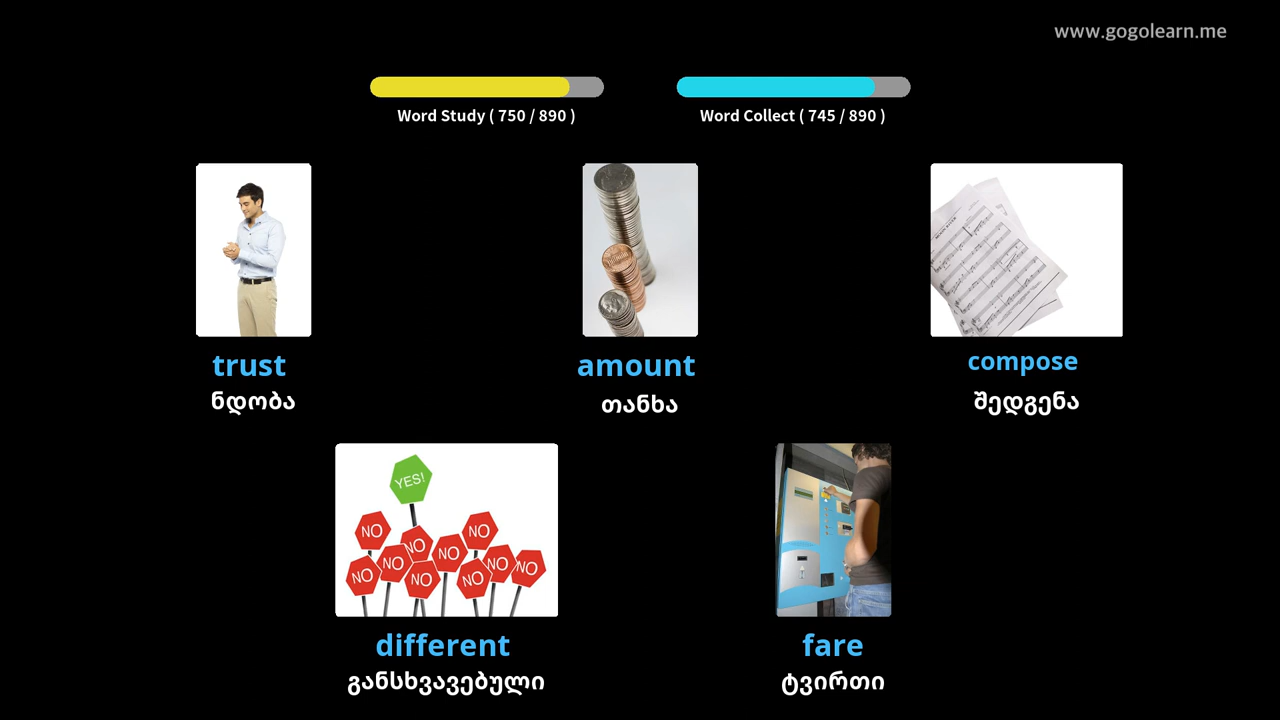 www.gogolearn.me
Word Study ( 750 / 890 )
Word Collect ( 745 / 890 )
trust
ნდობა
amount
თანხა
compose
შედგენა
YES!
NO
NO
NO
NO
NO
NO
NO
NO
NO
NO
different
განსხვავებული
fare
ტვირთი